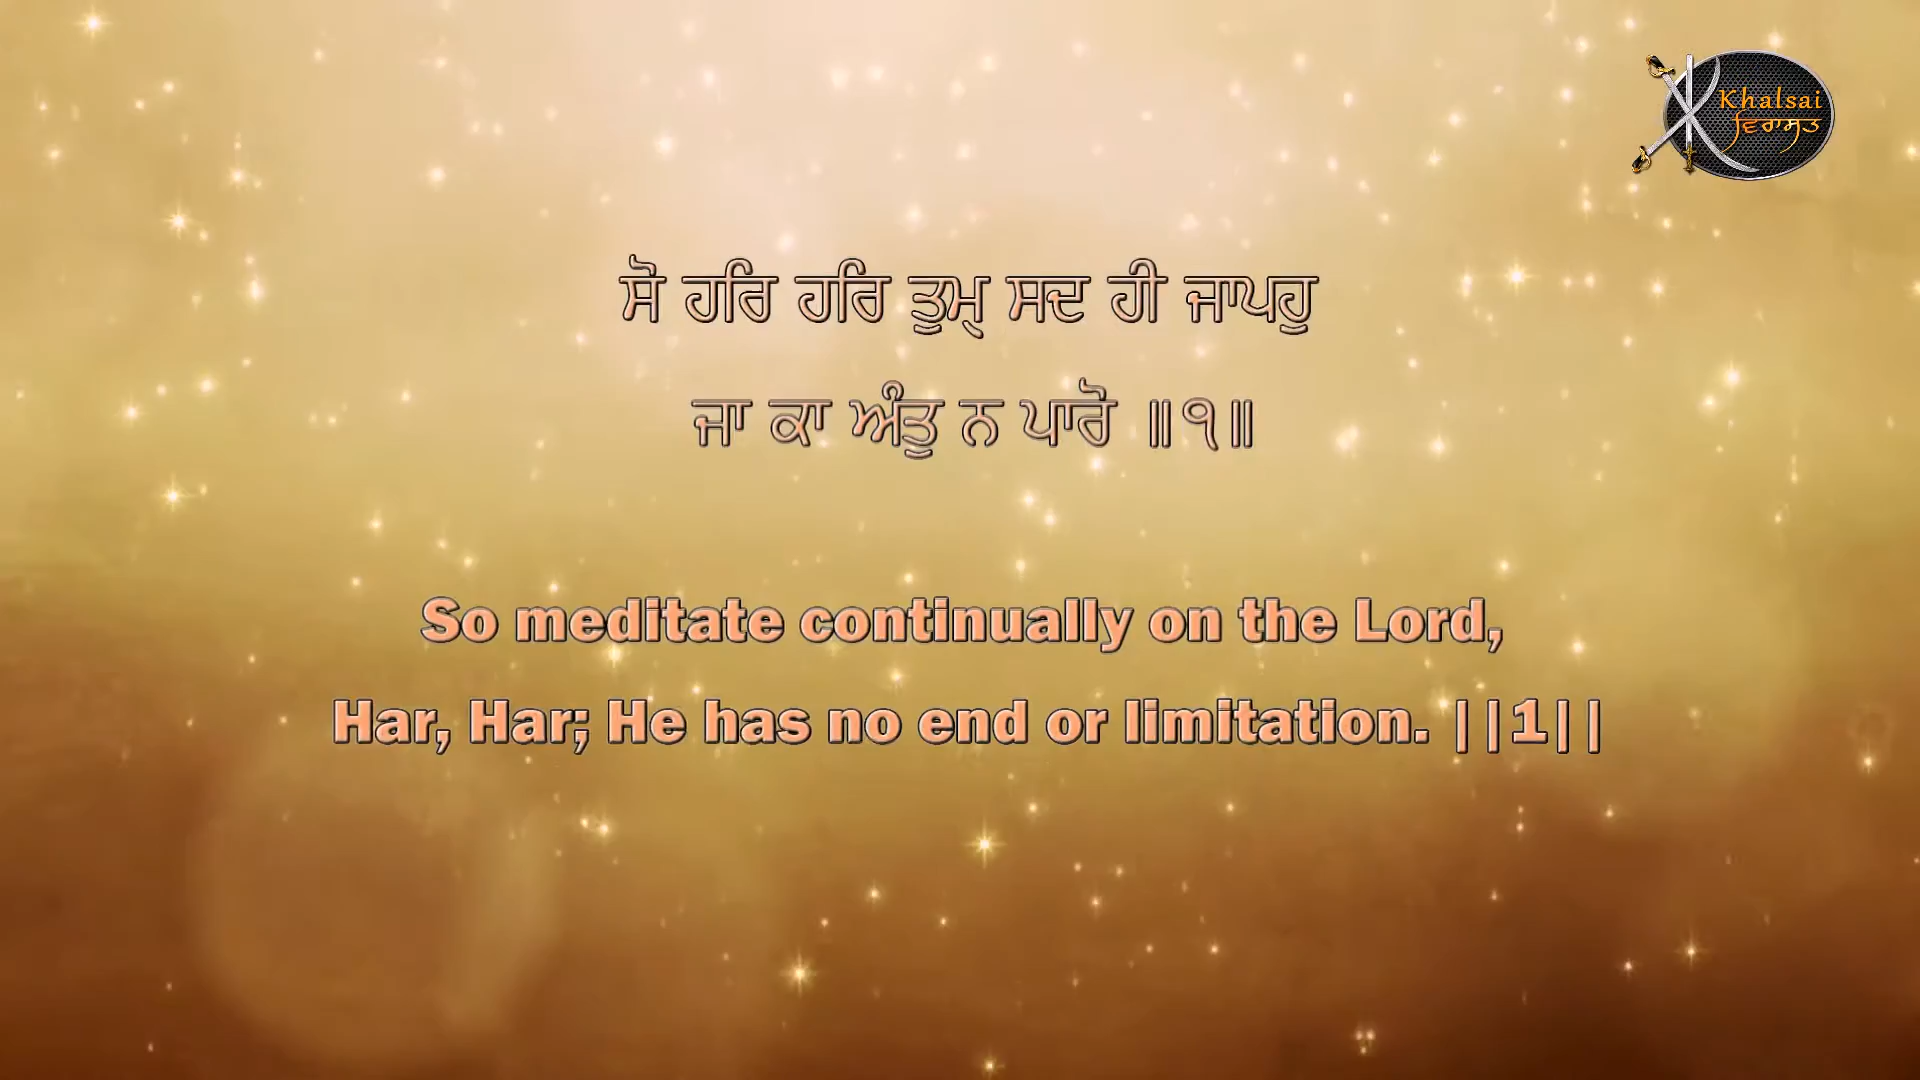 Khalsai
ਵਿਰਾਸਤ
ਸੋ ਹਰਿ ਹਰਿ ਤੁਮ੍ ਸਦ ਹੀ ਜਾਪਹੁ
ਜਾ ਕਾ ਅੰਤੁ ਨ ਪਾਰੋ ॥੧॥
So meditate continually on the Lord,
Har, Har; He has no end or limitation. ||1||